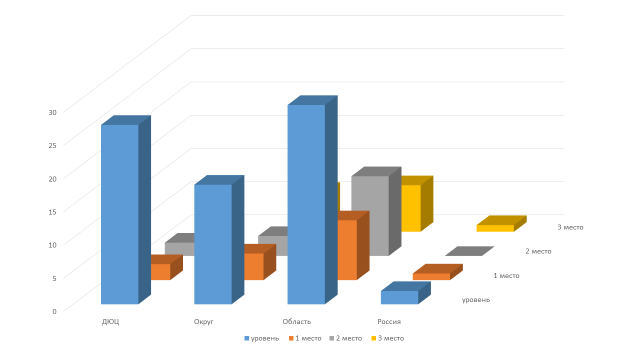 30
25
20
15
10
5
0
3 место
2 место
1 место
уровень
ДЮЦ Округ Область Россия
уровень 1 место 2 место 3 место